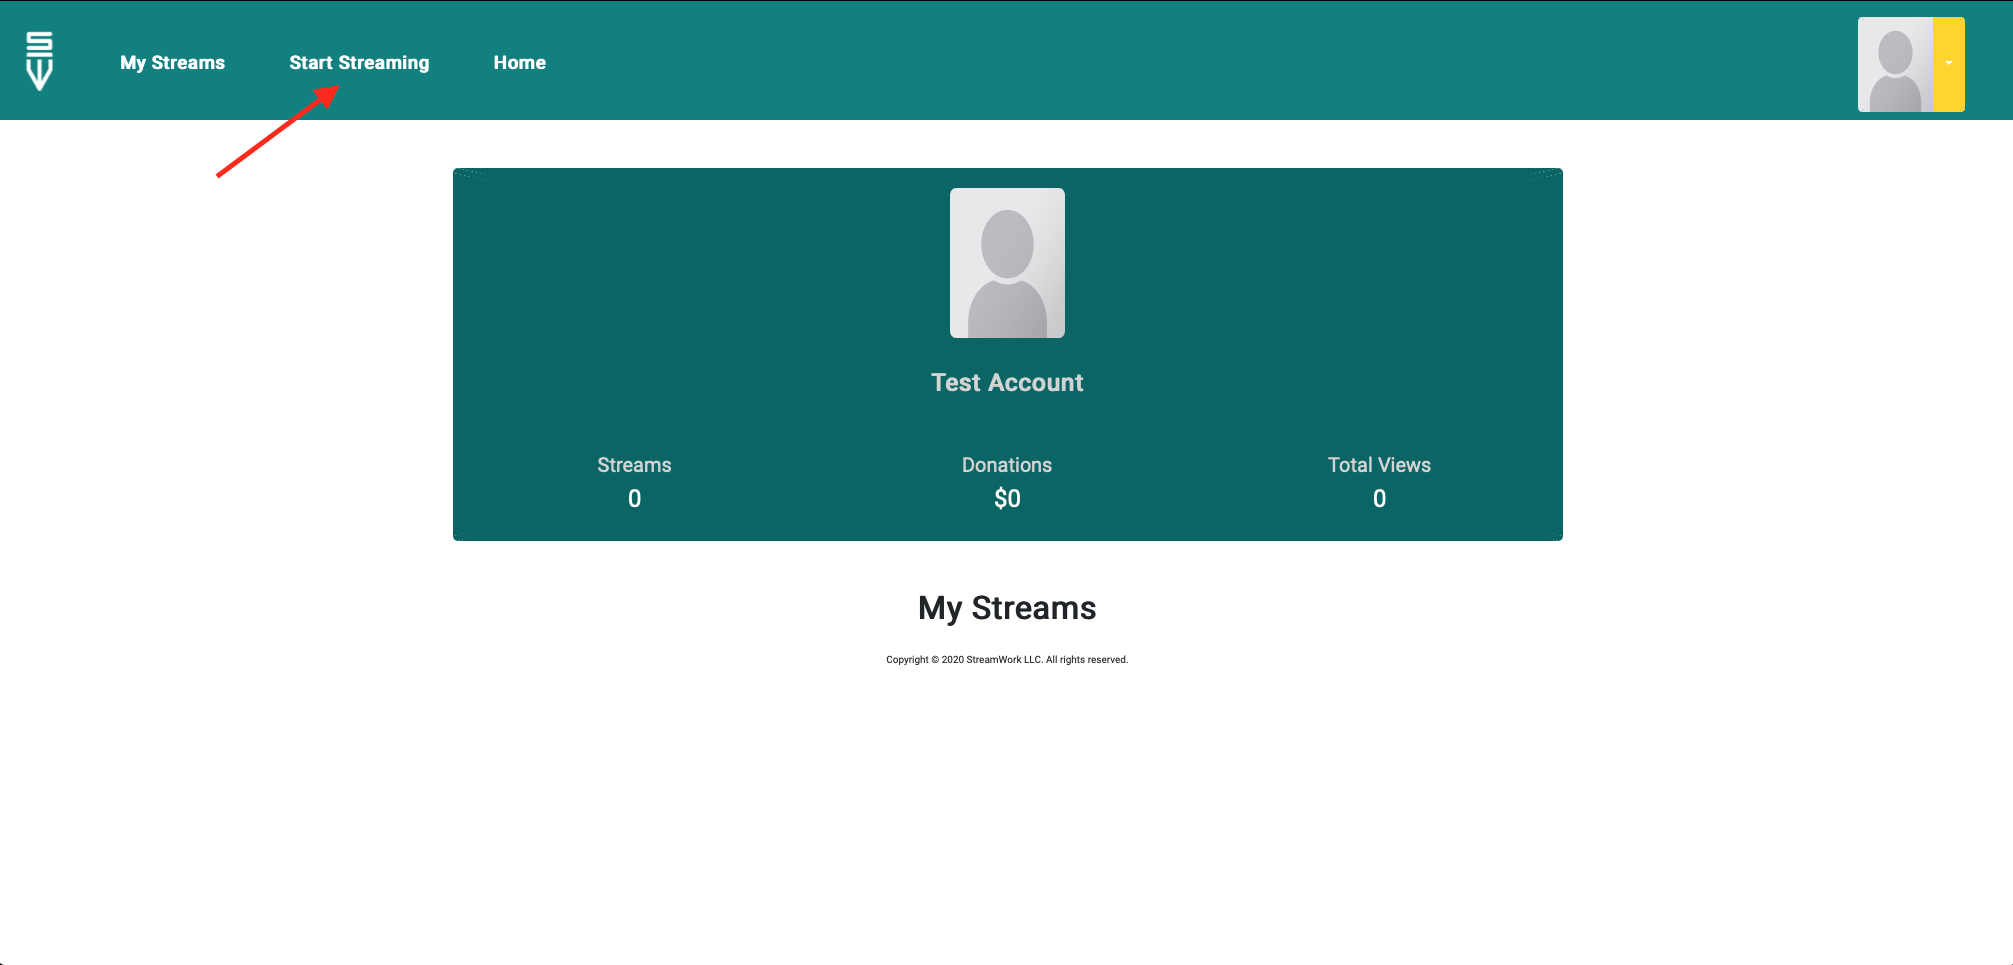 My Streams
Start Streaming
Home
Test Account
Streams
Donations
Total Views
0
$0
0
My Streams
Copyright © 2020 StreamWork LLC. All rights reserved.